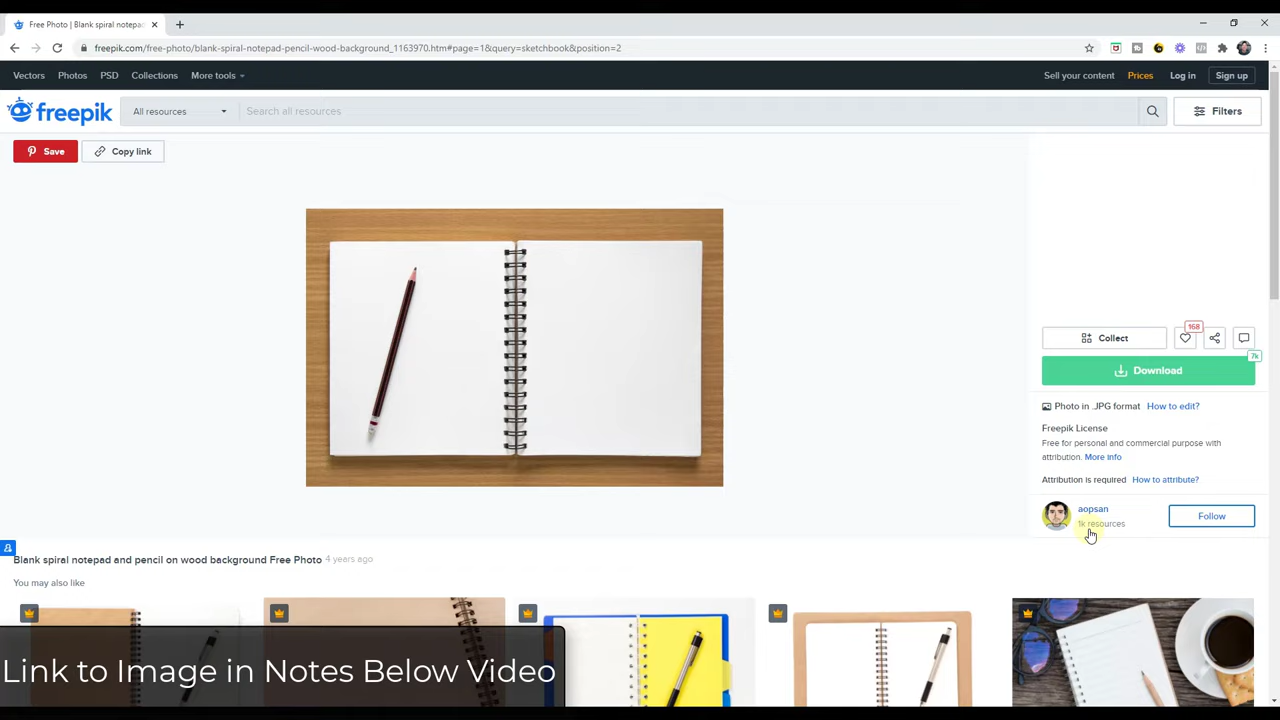 Free Photo | Blank spiral notepad
freepik.com/free-photo/blank-spiral-notepad-pencil-wood-background_1163970.htm#page=1&query=sketchbook&position=2
Vectors Photos PSD Collections More tools
Sell your content Prices Log in Sign up
freepik All resources Search all resources Filters
Save Copy link
168
Collect
7k
Download
Photo in .JPG format How to edit?
Freepik License
Free for personal and commercial purpose with
attribution. More info
Attribution is required How to attribute?
aopsan
1k resources
Follow
Blank spiral notepad and pencil on wood background Free Photo 4 years ago
You may also like
Link to Image in Notes Below Video